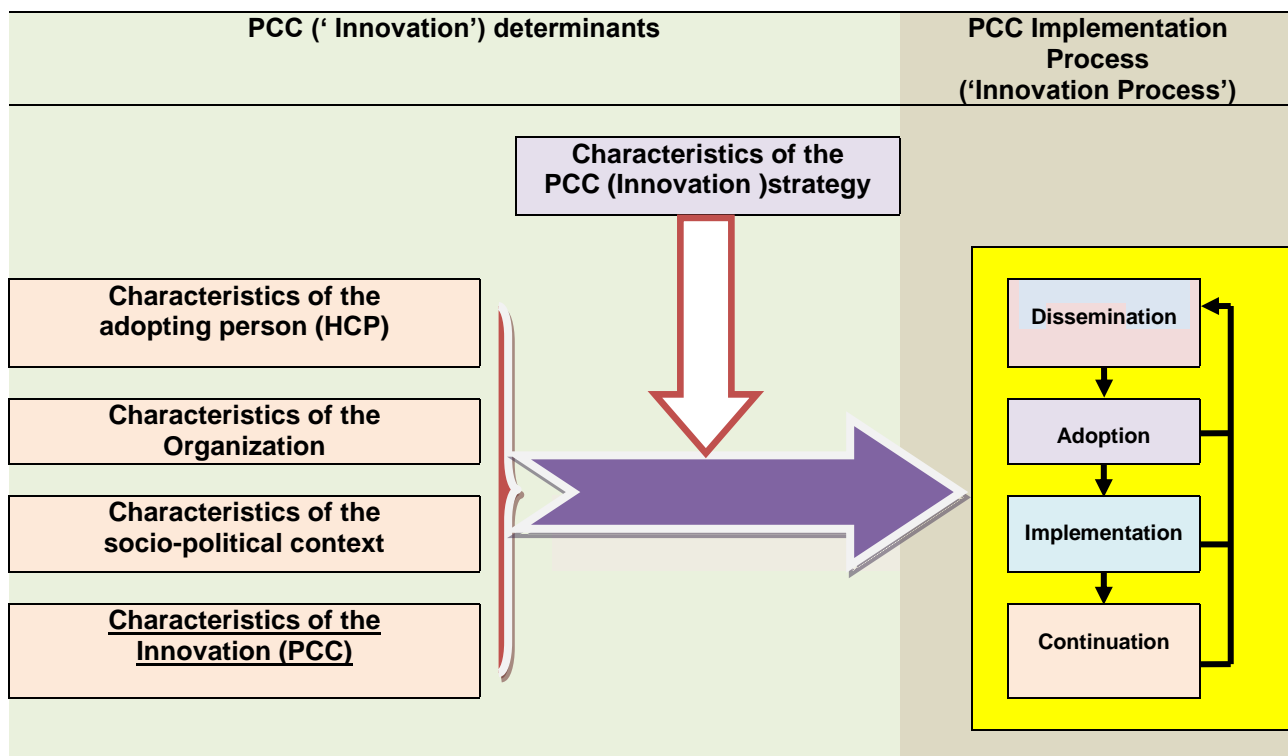 PCC (‘ Innovation’) determinants
PCC Implementation
Process
(‘Innovation Process’)
Characteristics of the
PCC (Innovation )strategy
Characteristics of the
adopting person (HCP)
Characteristics of the
Organization
Characteristics of the
socio-political context
Characteristics of the
Innovation (PCC)
Dissemination
Adoption
Implementation
Continuation